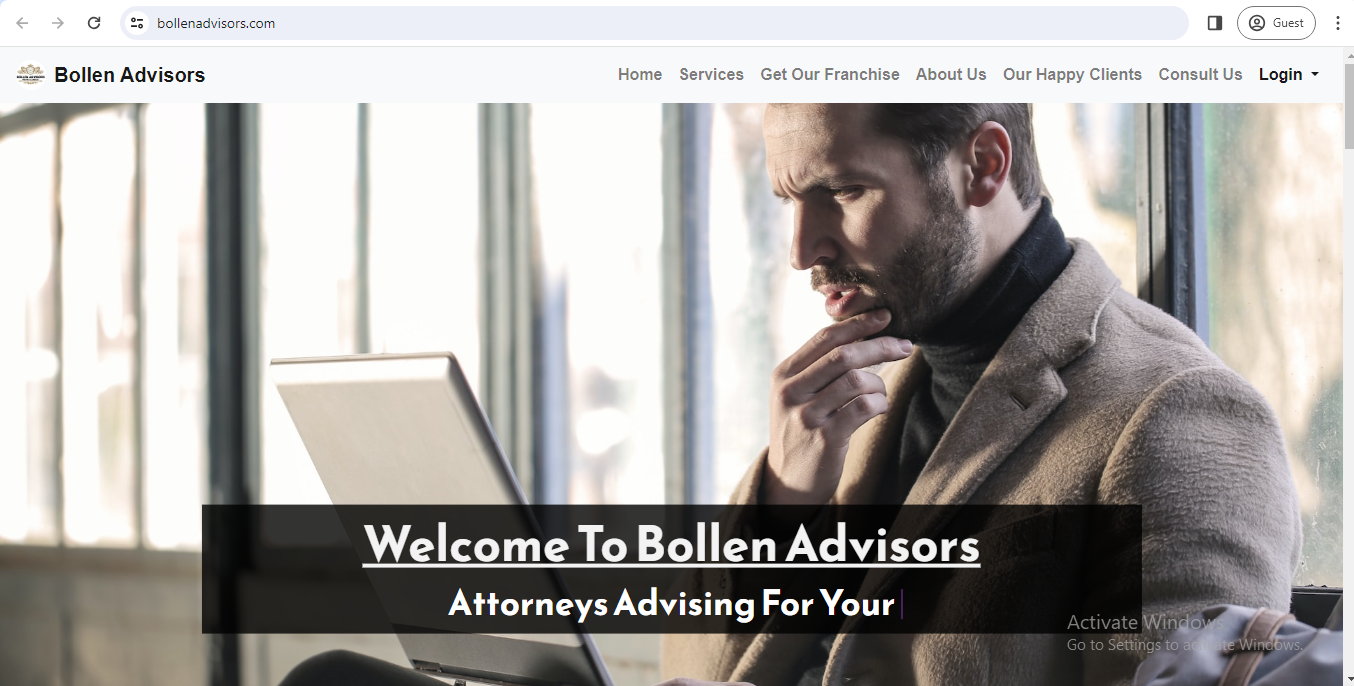 bollenadvisors.com
Guest
Bollen Advisors
Home Services Get Our Franchise About Us Our Happy Clients Consult Us Login
Welcome To Bollen Advisors
Attorneys Advising For Your
Activate Windows
Go to Settings to activate Windows.